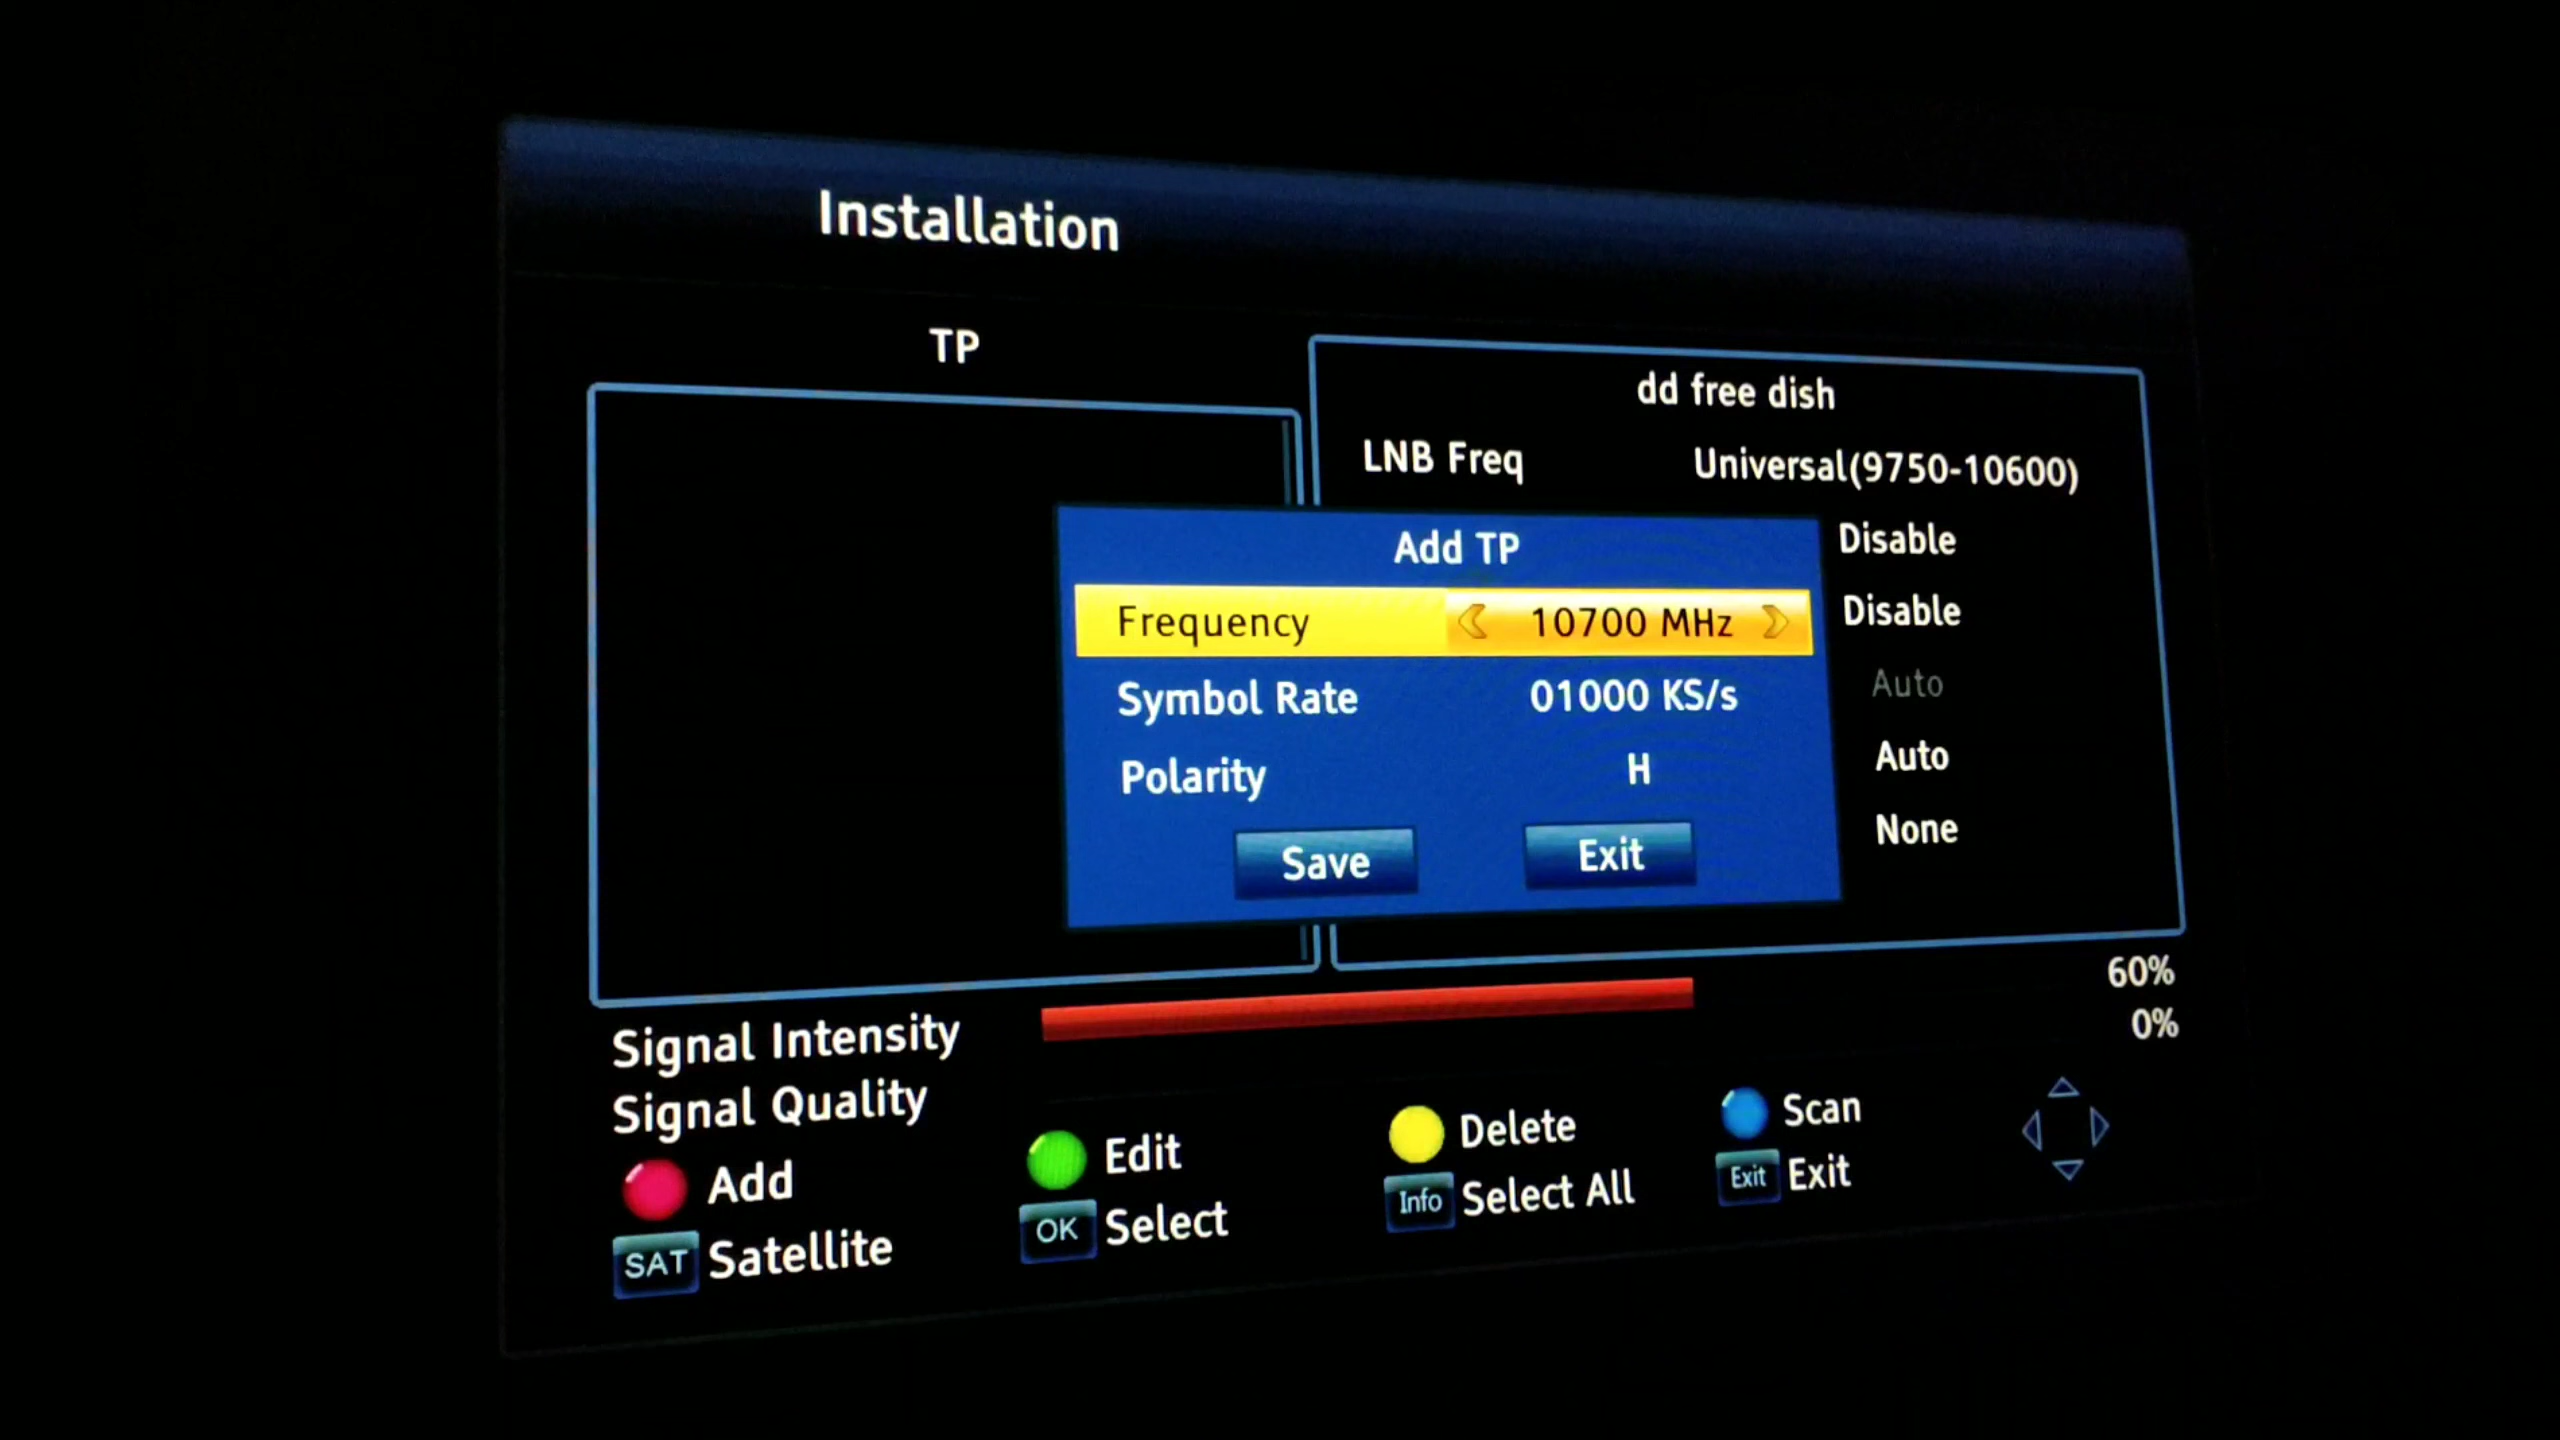 Installation
TP
dd free dish
LNB Freq Universal(9750-10600)
Disable
Disable
Auto
Auto
None
Add TP
Frequency 10700 MHz
Symbol Rate 01000 KS/s
Polarity H
Save Exit
Signal Intensity 60%
Signal Quality 0%
Add Edit Delete Scan
SAT Satellite OK Select Info Select All Exit Exit